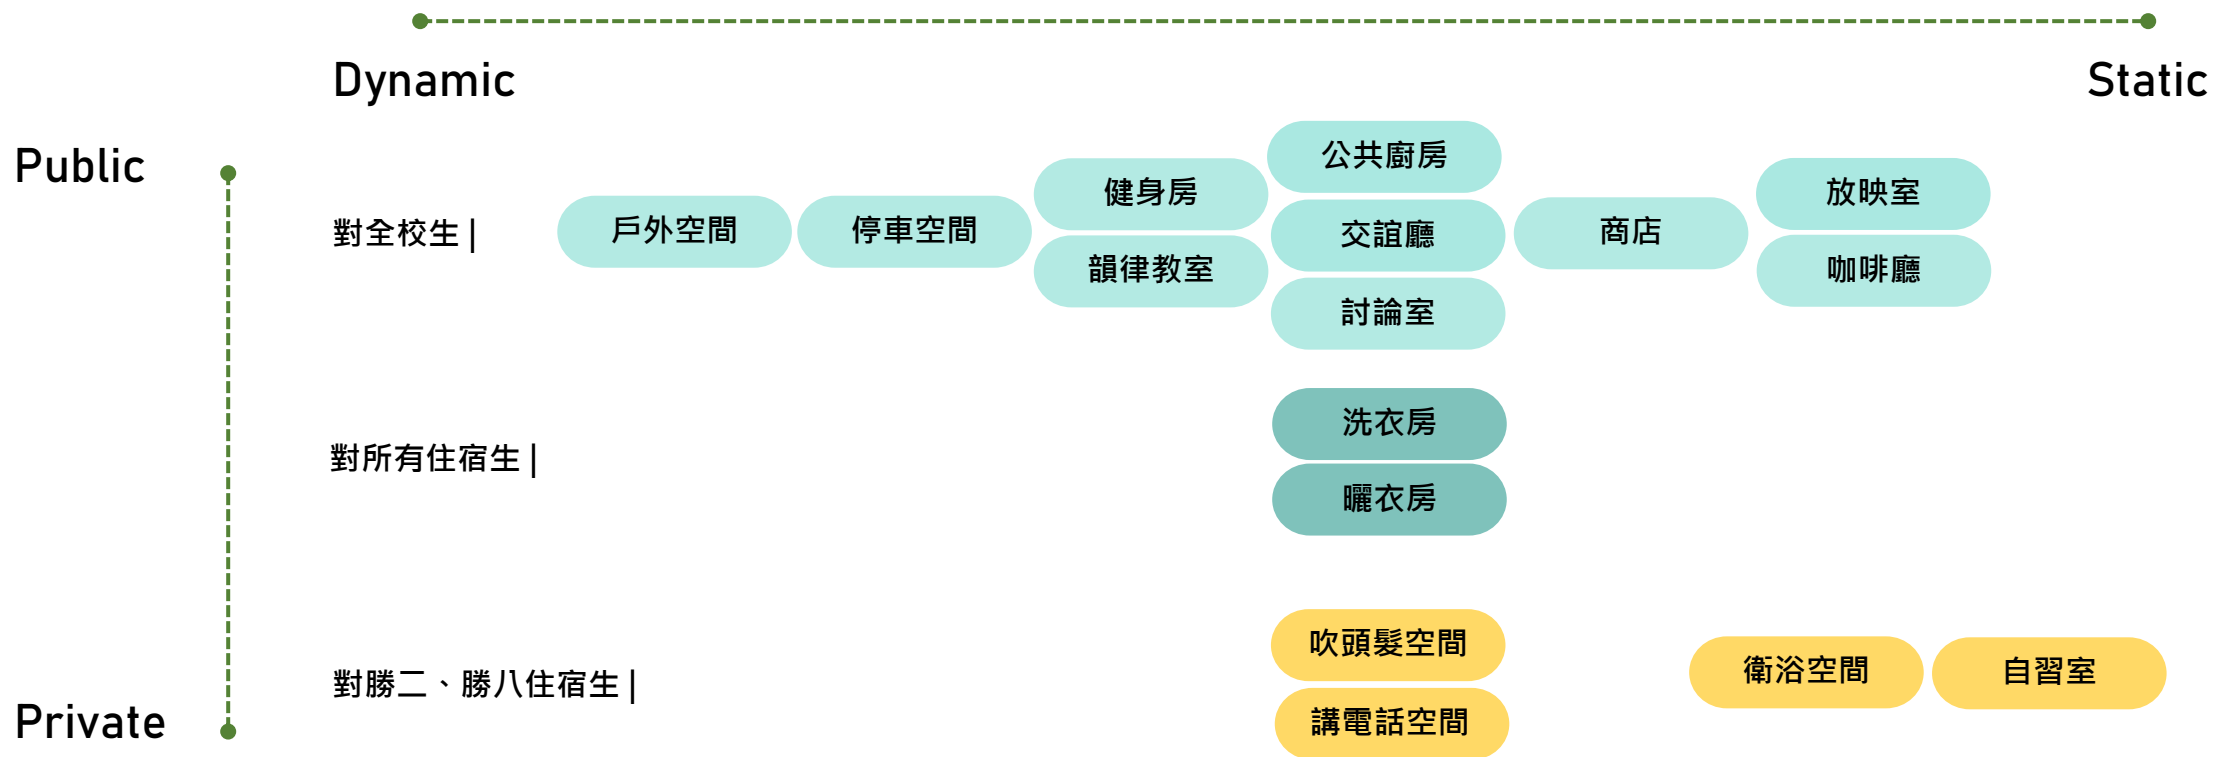 Dynamic
Static
Public
對全校生 |
戶外空間
停車空間
健身房
韻律教室
公共廚房
交誼廳
討論室
商店
放映室
咖啡廳
對所有住宿生 |
洗衣房
曬衣房
對勝二、勝八住宿生 |
吹頭髮空間
講電話空間
衛浴空間
自習室
Private